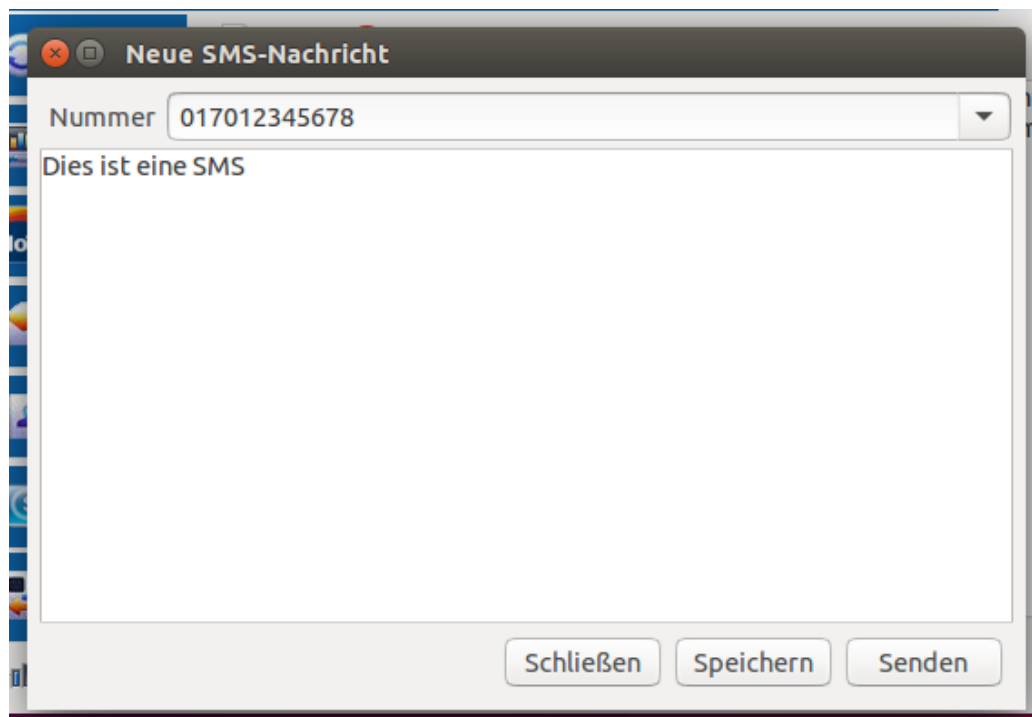 Neue SMS-Nachricht
Nummer 017012345678
Dies ist eine SMS
Schließen Speichern Senden